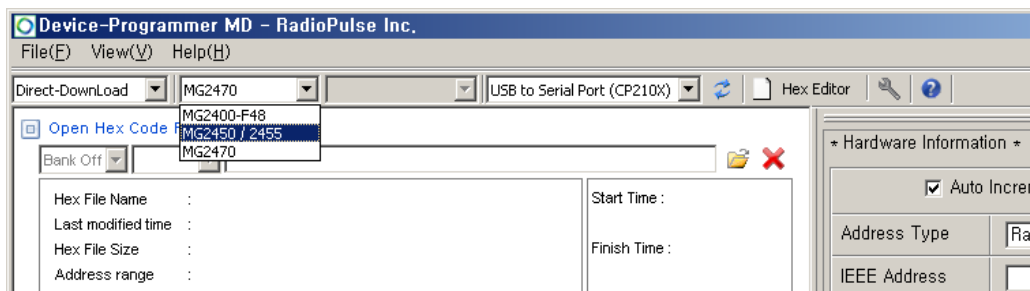 Device-Programmer MD - RadioPulse Inc.
File(F) View(V) Help(H)
Direct-DownLoad MG2470 USB to Serial Port (CP210X) Hex Editor
MG2400-F48
MG2450 / 2455
MG2470
Open Hex Code
Bank Off
* Hardware Information *
Hex File Name :
Last modified time :
Hex File Size :
Address range :
Start Time :
Finish Time :
Auto
Address Type
IEEE Address